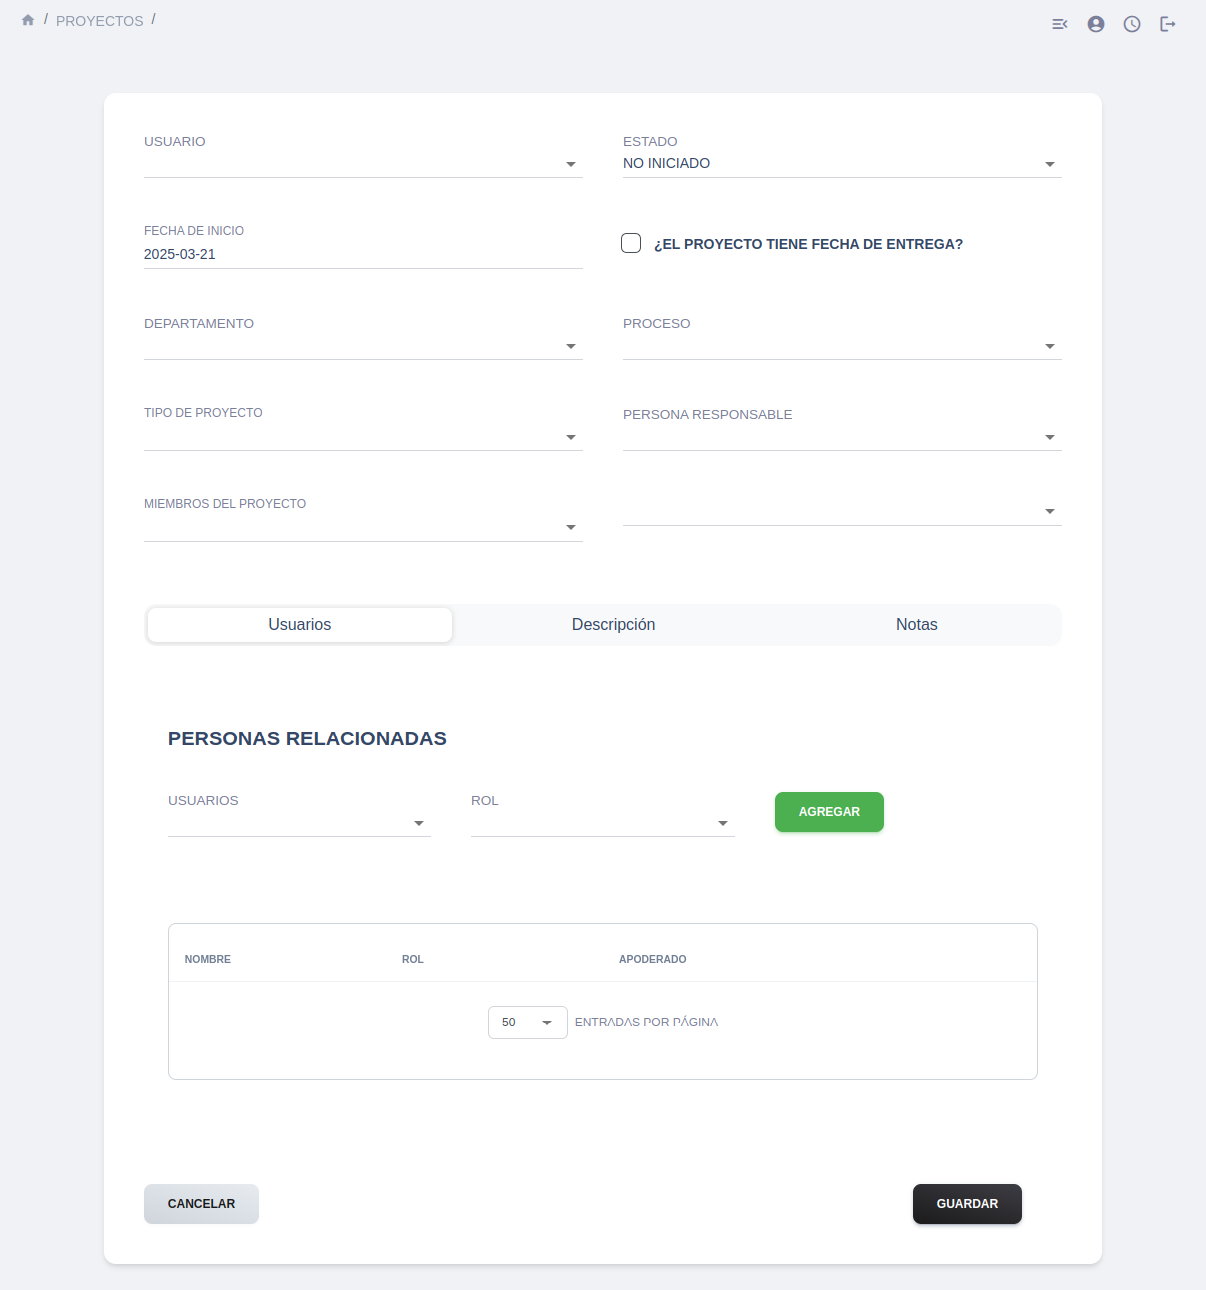 / PROYECTOS /
USUARIO
ESTADO
NO INICIADO
FECHA DE INICIO
2025-03-21
¿EL PROYECTO TIENE FECHA DE ENTREGA?
DEPARTAMENTO
PROCESO
TIPO DE PROYECTO
PERSONA RESPONSABLE
MIEMBROS DEL PROYECTO
Usuarios
Descripción
Notas
PERSONAS RELACIONADAS
USUARIOS
ROL
AGREGAR
NOMBRE
ROL
APODERADO
50
ENTRADAS POR PÁGINA
CANCELAR
GUARDAR